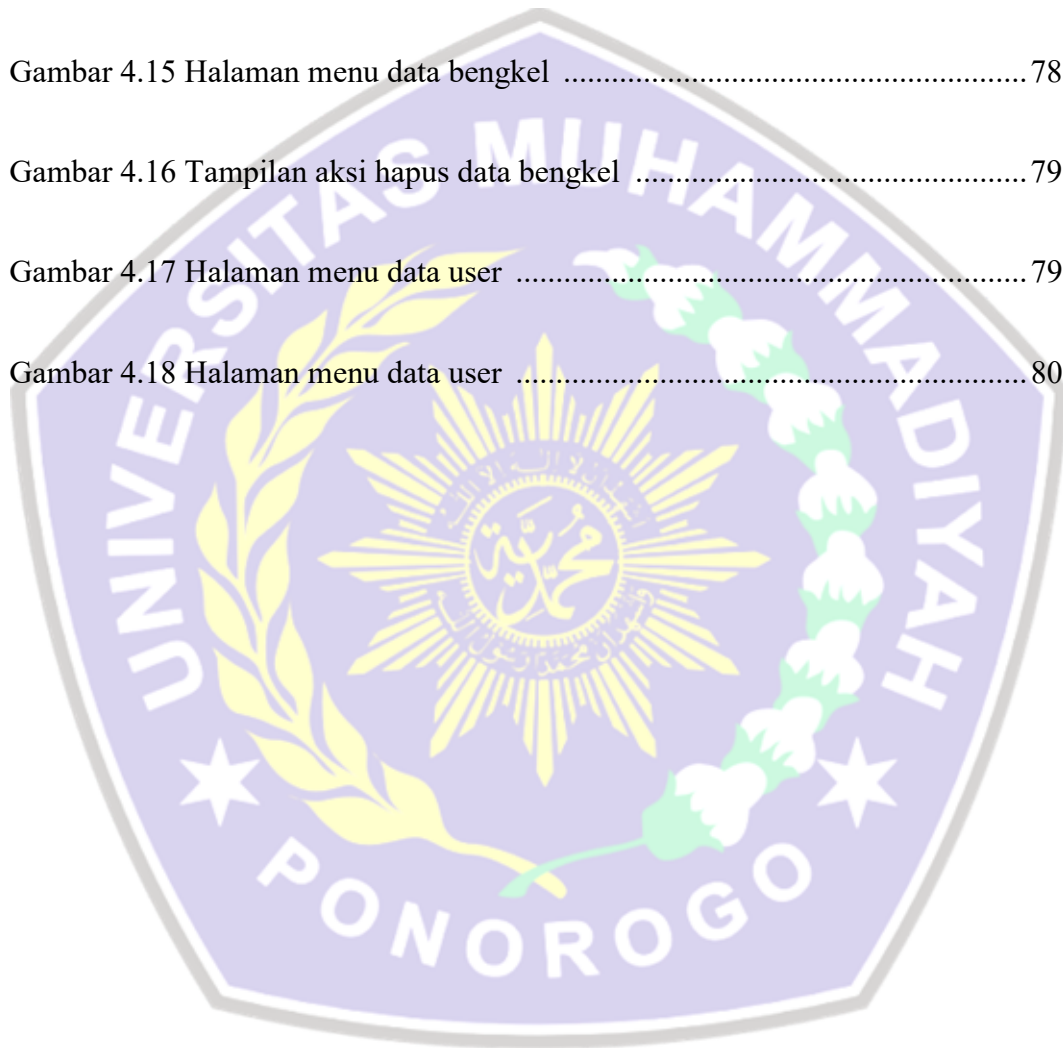 Gambar 4.15 Halaman menu data bengkel ................................................................ 78
Gambar 4.16 Tampilan aksi hapus data bengkel ...................................................... 79
Gambar 4.17 Halaman menu data user ...................................................................... 79
Gambar 4.18 Halaman menu data user ...................................................................... 80
UNIVERSITAS MUHAMMADIYAH
PONOROGO
محمدية